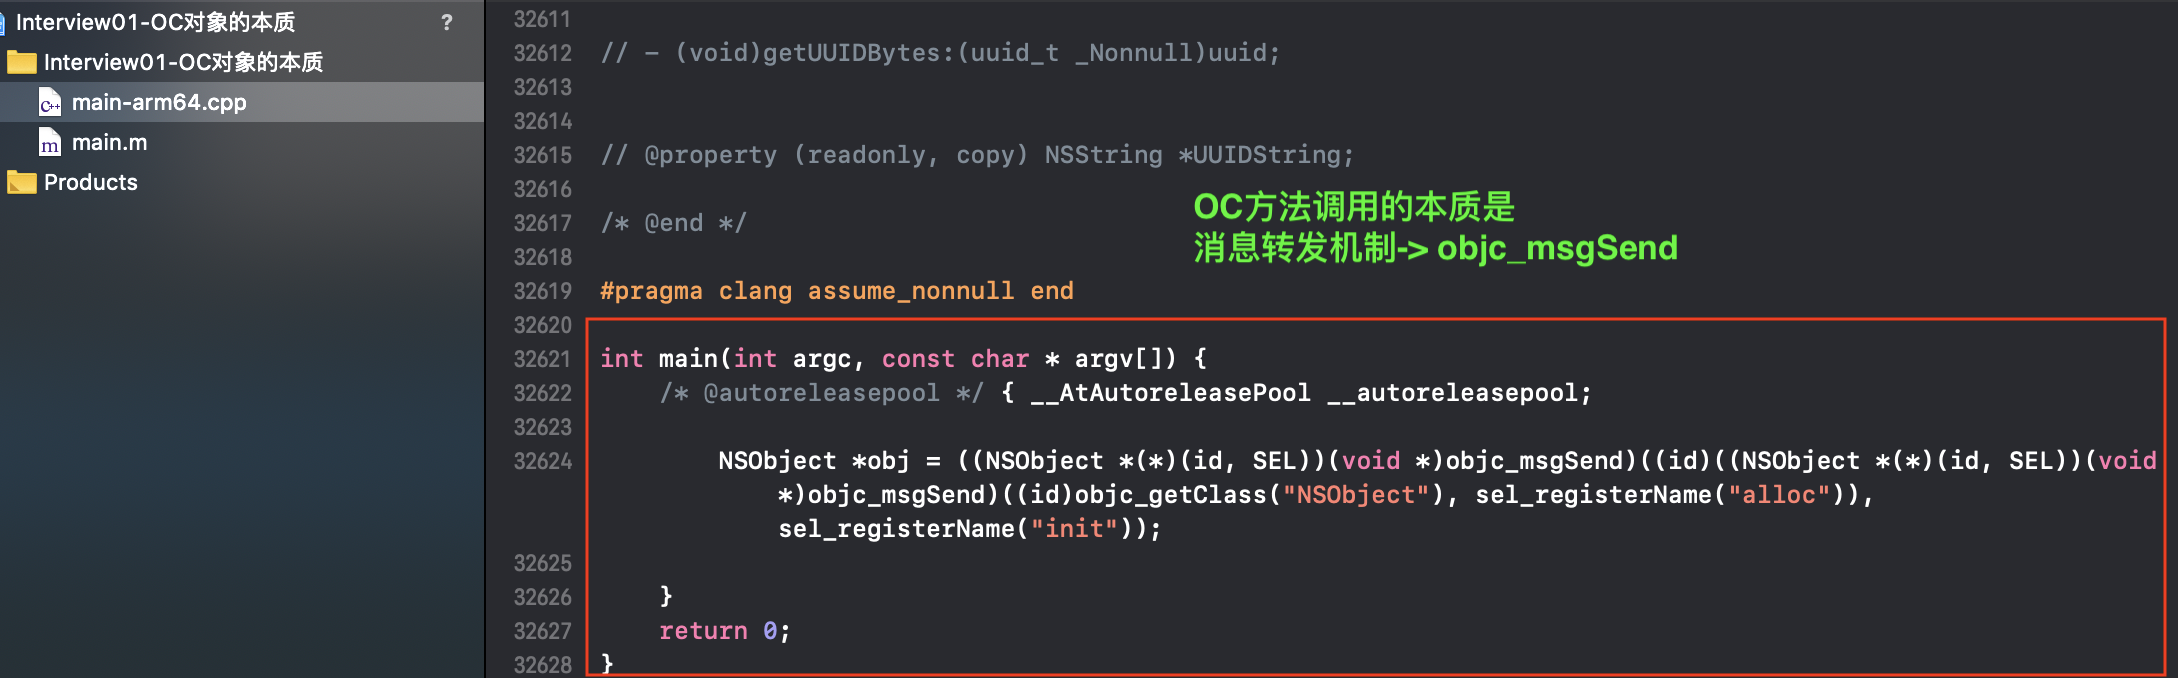 Interview01-OC对象的本质 ?
Interview01-OC对象的本质
C++ main-arm64.cpp
m main.m
Products
32611
32612 // - (void)getUUIDBytes:(uuid_t _Nonnull)uuid;
32613
32614
32615 // @property (readonly, copy) NSString *UUIDString;
32616
32617 /* @end */
32618
32619 #pragma clang assume_nonnull end
OC方法调用的本质是
消息转发机制-> objc_msgSend
32620
32621 int main(int argc, const char * argv[]) {
32622 /* @autoreleasepool */ { __AtAutoreleasePool __autoreleasepool;
32623
32624 NSObject *obj = ((NSObject *(*)(id, SEL))(void *)objc_msgSend)((id)((NSObject *(*)(id, SEL))(void
*)objc_msgSend)((id)objc_getClass("NSObject"), sel_registerName("alloc")),
sel_registerName("init"));
32625
32626 }
32627 return 0;
32628 }